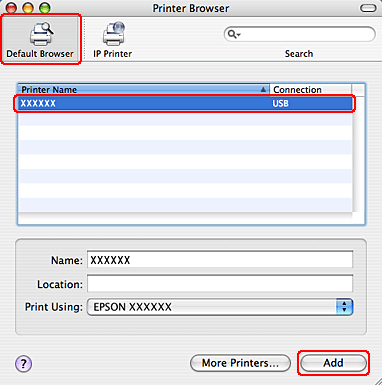 Printer Browser
Default Browser IP Printer Search
Printer Name Connection
XXXXXX USB
Name: XXXXXX
Location:
Print Using: EPSON XXXXXX
? More Printers... Add